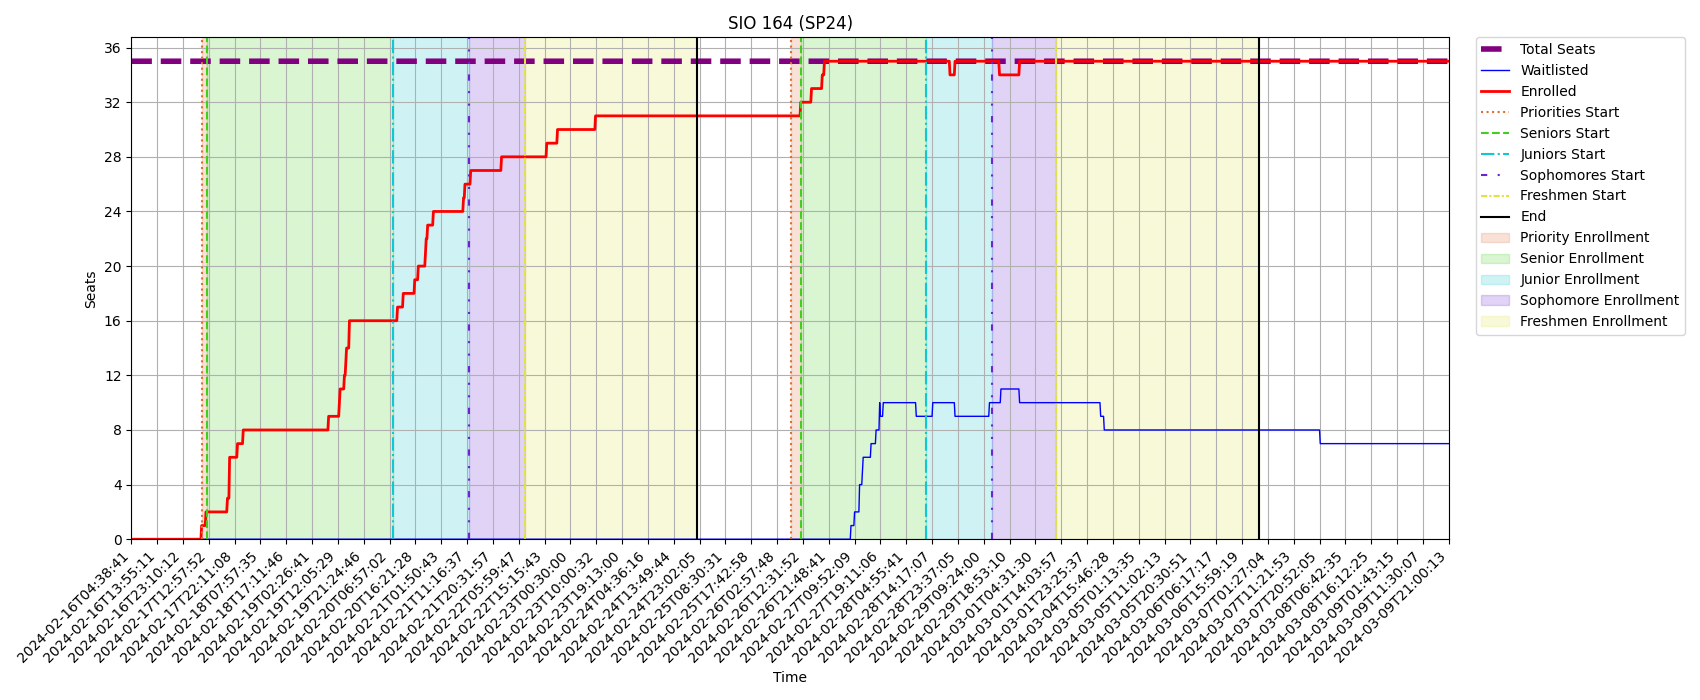 SIO 164 (SP24)
Seats
36
32
28
24
20
16
12
8
4
0
2024-02-16T04:38:41
2024-02-16T13:55:11
2024-02-16T23:10:12
2024-02-17T12:57:52
2024-02-17T22:11:08
2024-02-18T07:57:35
2024-02-18T17:11:46
2024-02-19T02:26:41
2024-02-19T12:05:29
2024-02-19T21:24:46
2024-02-20T06:57:02
2024-02-20T16:21:28
2024-02-21T01:50:43
2024-02-21T11:16:37
2024-02-21T20:31:57
2024-02-22T05:59:47
2024-02-22T15:15:43
2024-02-23T00:30:00
2024-02-23T10:00:32
2024-02-23T19:13:00
2024-02-24T04:36:16
2024-02-24T13:49:44
2024-02-24T23:02:05
2024-02-25T08:30:31
2024-02-25T17:42:58
2024-02-26T02:57:48
2024-02-26T12:31:52
2024-02-26T21:48:41
2024-02-27T09:52:09
2024-02-27T19:11:06
2024-02-28T04:55:41
2024-02-28T14:17:07
2024-02-28T23:37:05
2024-02-29T09:24:00
2024-02-29T18:53:10
2024-03-01T04:31:30
2024-03-01T14:03:57
2024-03-01T23:25:37
2024-03-04T15:46:28
2024-03-05T01:13:35
2024-03-05T11:02:13
2024-03-05T20:30:51
2024-03-06T06:17:17
2024-03-06T15:59:19
2024-03-07T01:27:04
2024-03-07T11:21:53
2024-03-07T20:52:05
2024-03-08T06:42:35
2024-03-08T16:12:25
2024-03-09T01:43:15
2024-03-09T11:30:07
2024-03-09T21:00:13
Time
Total Seats
Waitlisted
Enrolled
Priorities Start
Seniors Start
Juniors Start
Sophomores Start
Freshmen Start
End
Priority Enrollment
Senior Enrollment
Junior Enrollment
Sophomore Enrollment
Freshmen Enrollment